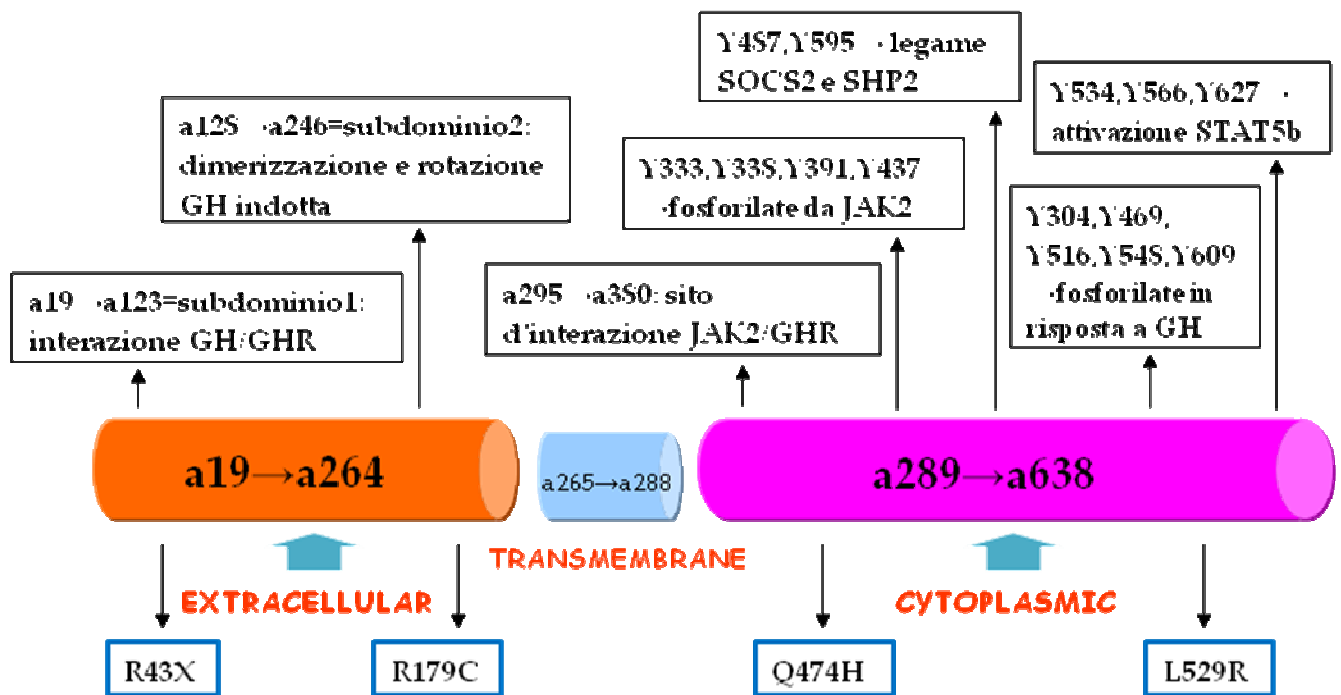 Y487,Y595 → legame
SOCS2 e SHP2
Y534,Y566,Y627 →
attivazione STAT5b
a128 →a246=subdominio2:
dimerizzazione e rotazione
GH indotta
Y333,Y338,Y391,Y437
→fosforilate da JAK2
Y304,Y469,
Y516,Y548,Y609
→fosforilate in
risposta a GH
a19 →a123=subdominio1:
interazione GH/GHR
a295 →a380: sito
d'interazione JAK2/GHR
a19→a264
a265→a288
a289→a638
TRANSMEMBRANE
EXTRACELLULAR
CYTOPLASMIC
R43X
R179C
Q474H
L529R